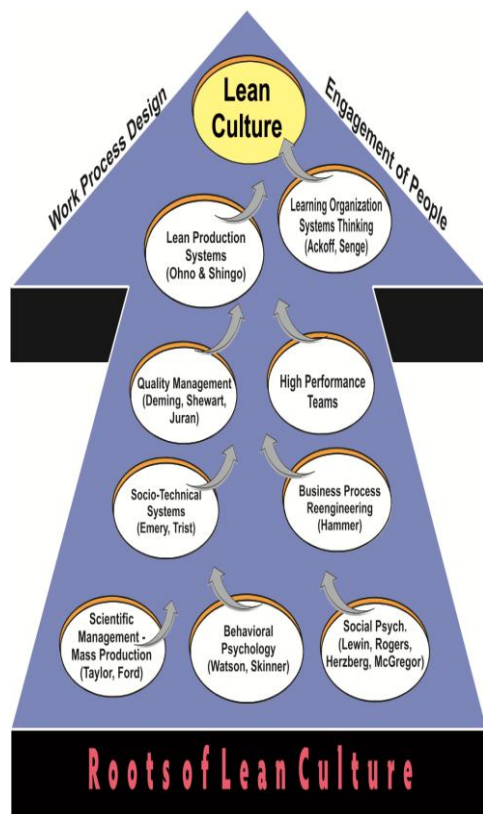 Lean
Culture
Work Process Design
Engagement of People
Learning Organization
Systems Thinking
(Ackoff, Senge)
Lean Production
Systems
(Ohno & Shingo)
Quality Management
(Deming, Shewart,
Juran)
High Performance
Teams
Socio-Technical
Systems
(Emery, Trist)
Business Process
Reengineering
(Hammer)
Scientific
Management -
Mass Production
(Taylor, Ford)
Behavioral
Psychology
(Watson, Skinner)
Social Psych.
(Lewin, Rogers,
Herzberg, McGregor)
Roots of Lean Culture